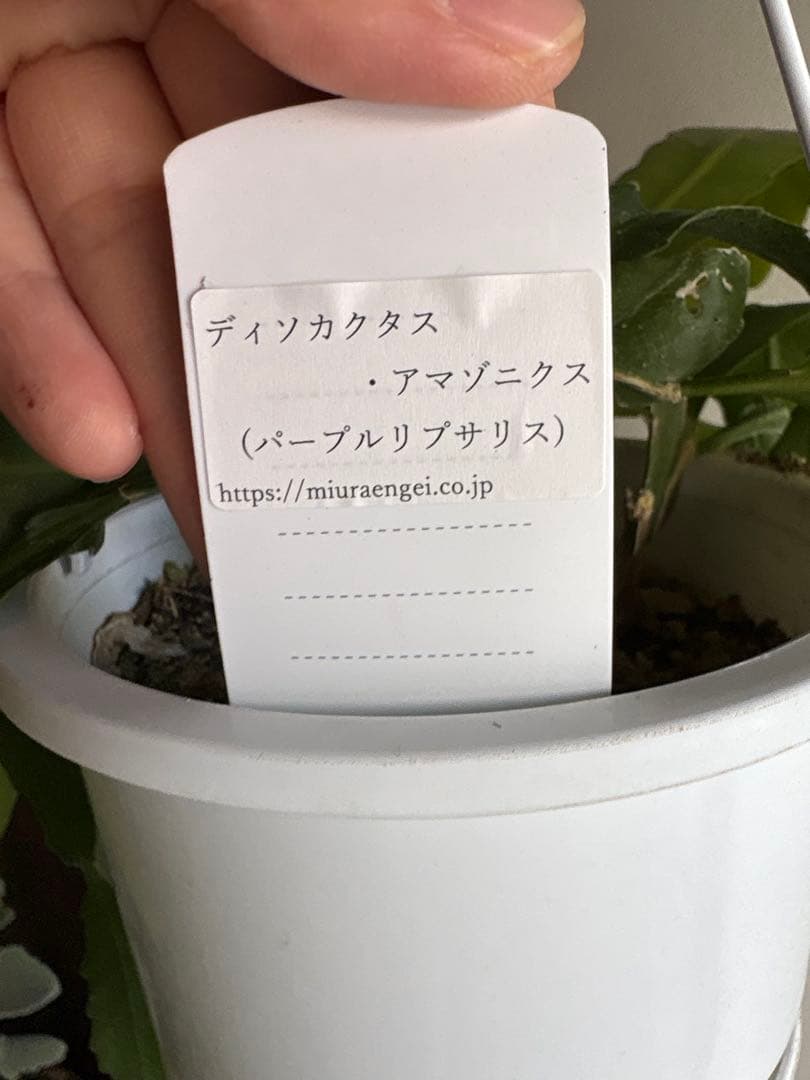 ディソカクタス
・アマゾニクス
（パープルリプサリス）
https://miuraengei.co.jp